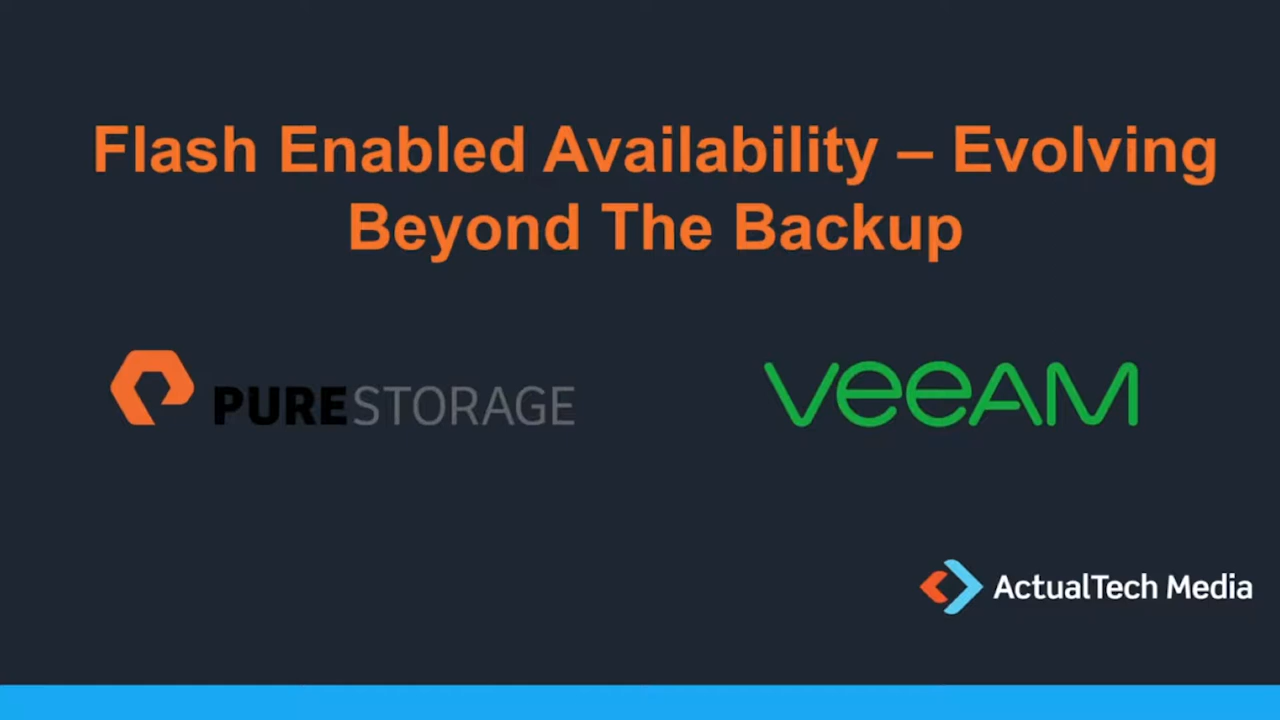 Flash Enabled Availability – Evolving
Beyond The Backup
PURESTORAGE
veeAM
ActualTech Media